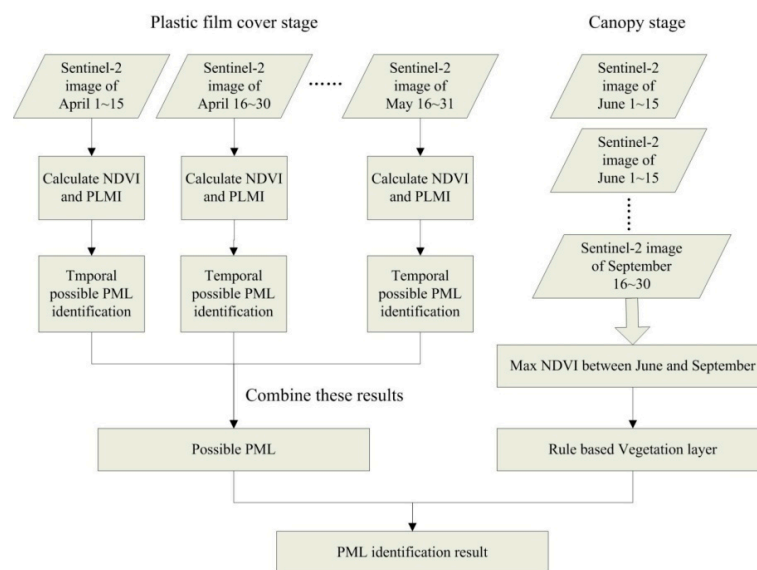 Plastic film cover stage
Canopy stage
Sentinel-2
image of
April 1~15
Sentinel-2
image of
April 16~30
......
Sentinel-2
image of
May 16~31
Sentinel-2
image of
June 1~15
Sentinel-2
image of
June 1~15
......
Sentinel-2 image
of September
16~30
Calculate NDVI
and PLMI
Calculate NDVI
and PLMI
Calculate NDVI
and PLMI
Tmporal
possible PML
identification
Temporal
possible PML
identification
Temporal
possible PML
identification
Max NDVI between June and September
Combine these results
Possible PML
Rule based Vegetation layer
PML identification result